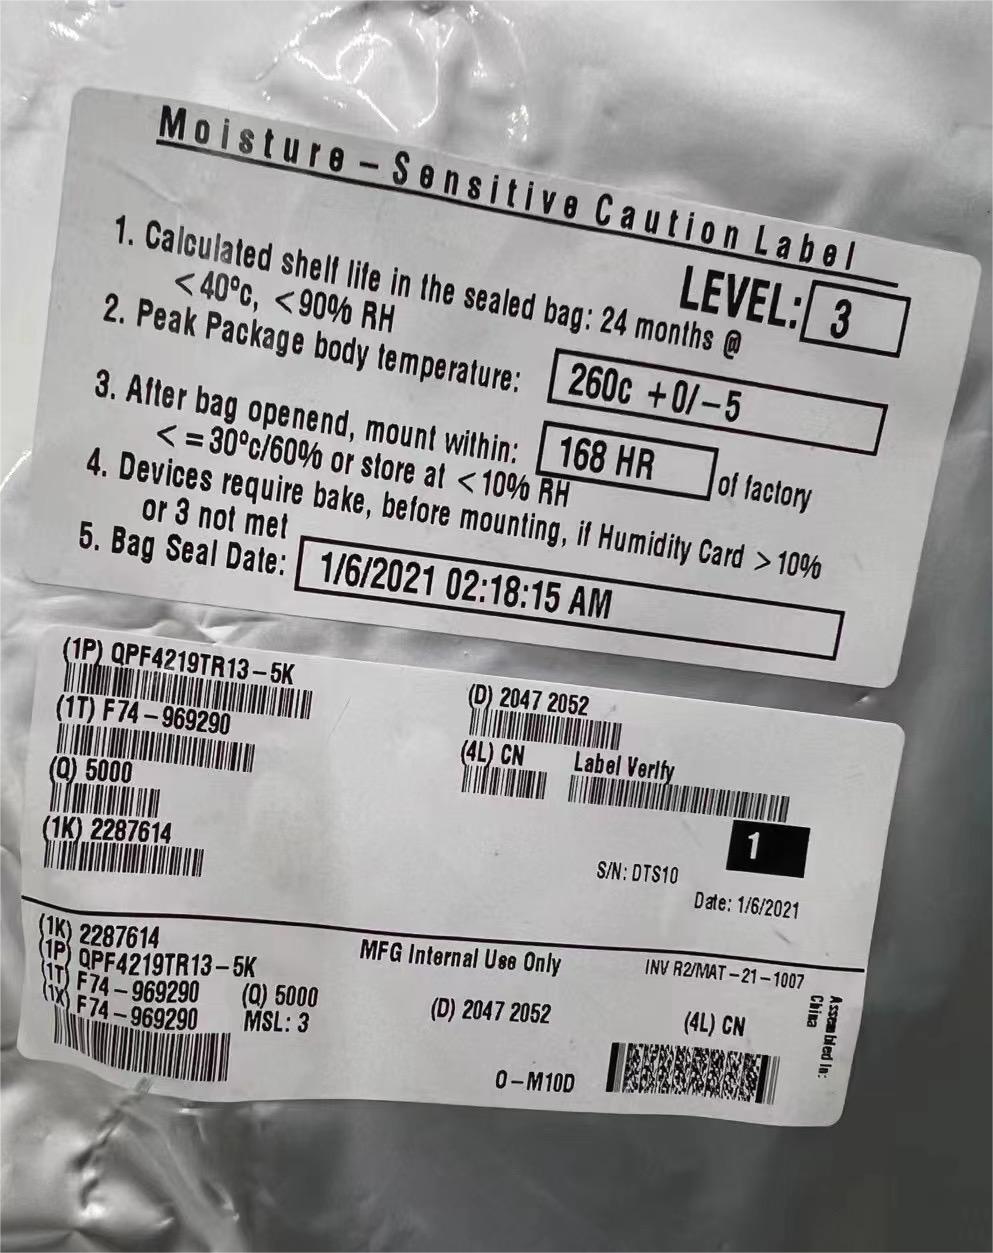 Moisture – Sensitive Caution Label
LEVEL: 3
1. Calculated shelf life in the sealed bag: 24 months @
< 40°c, < 90% RH
2. Peak Package body temperature: 260c +0/–5
3. After bag openend, mount within: 168 HR of factory
< = 30°c/60% or store at < 10% RH
4. Devices require bake, before mounting, if Humidity Card > 10%
or 3 not met
5. Bag Seal Date: 1/6/2021 02:18:15 AM
(1P) QPF4219TR13–5K
(D) 2047 2052
(1T) F74–969290
(4L) CN Label Verify
(Q) 5000
(1K) 2287614
1
S/N: DTS10
Date: 1/6/2021
(1K) 2287614
MFG Internal Use Only
INV R2/MAT–21–1007
(1P) QPF4219TR13–5K
(1T) F74–969290 (Q) 5000
(D) 2047 2052
(4L) CN
(1X) F74–969290 MSL: 3
O–M10D
Assembled In:
China